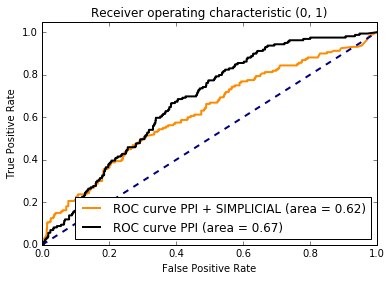 Receiver operating characteristic (0, 1)
1.0
0.8
0.6
0.4
0.2
0.0
True Positive Rate
ROC curve PPI + SIMPLICIAL (area = 0.62)
ROC curve PPI (area = 0.67)
0.0 0.2 0.4 0.6 0.8 1.0
False Positive Rate